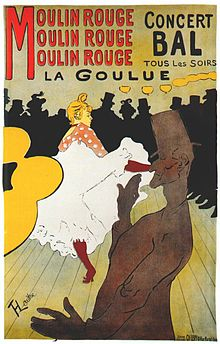 MOULIN ROUGE CONCERT
MOULIN ROUGE BAL
MOULIN ROUGE TOUS LES SOIRS
LA GOULUE